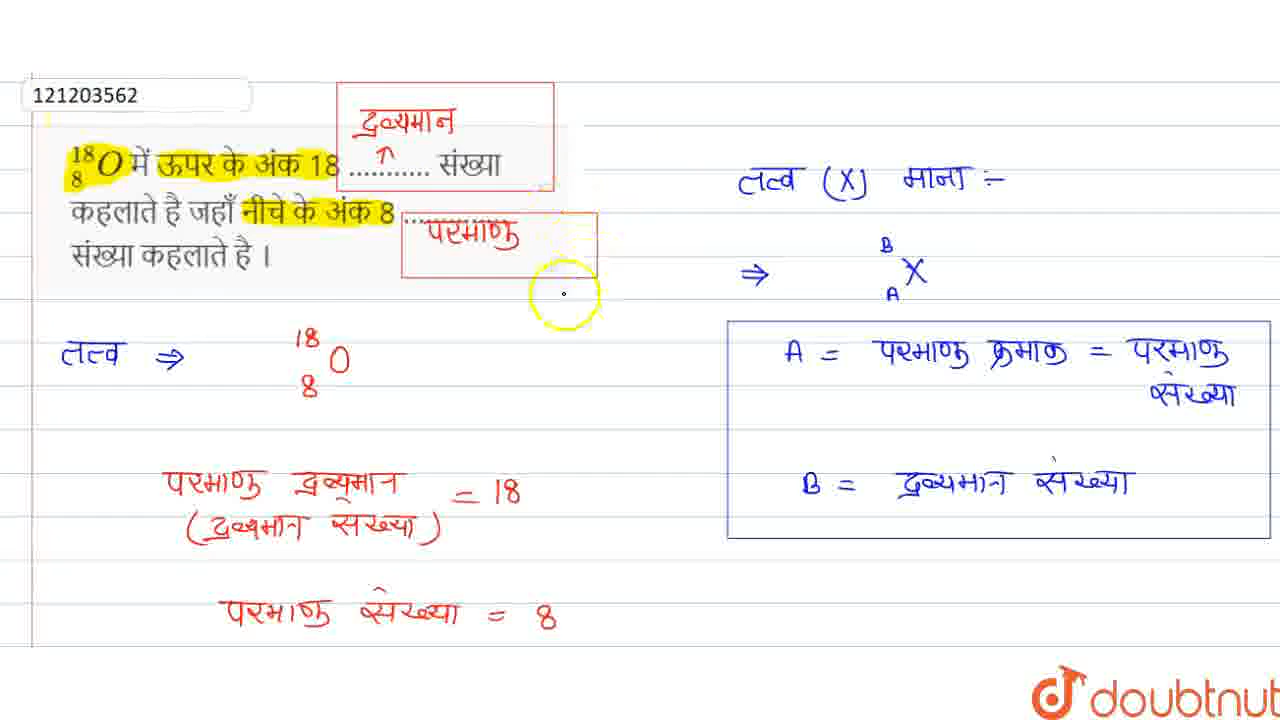 121203562
द्रव्यमान
¹⁸₈O में ऊपर के अंक 18 ........... संख्या
कहलाते है जहाँ नीचे के अंक 8 ..............
परमाणु
संख्या कहलाते है ।
तत्व ⇒ ¹⁸₈O
परमाणु द्रव्यमान = 18
(द्रव्यमान संख्या)
परमाणु संख्या = 8
तत्व (X) माना :-
⇒ ᴮ_A X
A = परमाणु क्रमांक = परमाणु
संख्या
B = द्रव्यमान संख्या
doubtnut